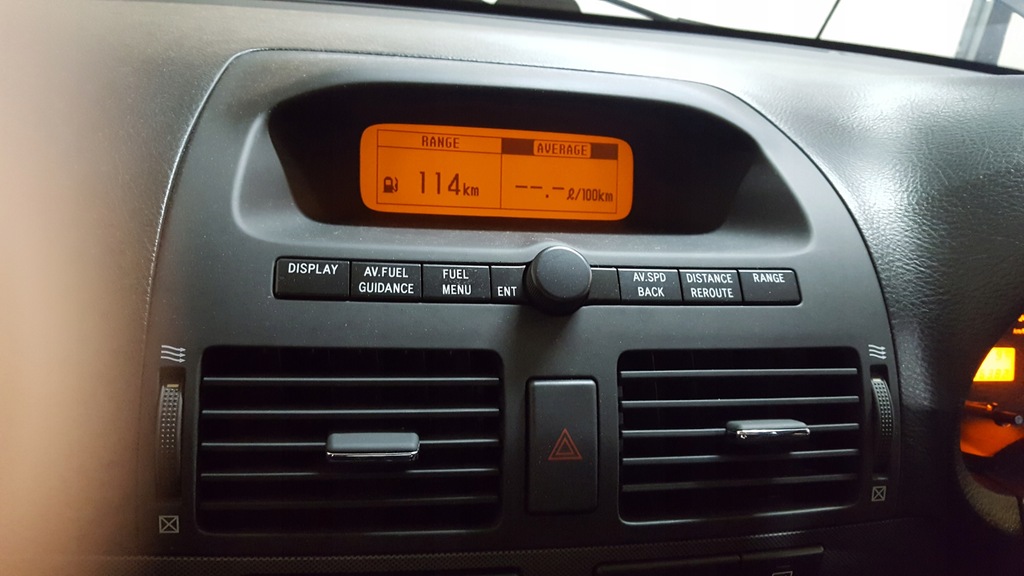 RANGE AVERAGE
114km --.- ℓ/100km
DISPLAY AV.FUEL FUEL AV.SPD DISTANCE RANGE
GUIDANCE MENU ENT BACK REROUTE